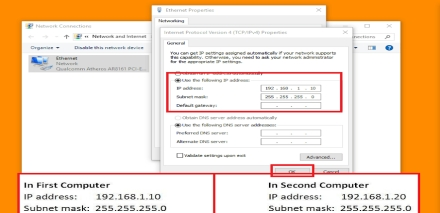 Network Connections
Network and Internet
Organize
Disable this network device
Ethernet
Network
Qualcomm Atheros AR8161 PCI-E...
Ethernet Properties
Networking
Internet Protocol Version 4 (TCP/IPv4) Properties
General
You can get IP settings assigned automatically if your network supports
this capability. Otherwise, you need to ask your network administrator
for the appropriate IP settings.
Use the following IP address:
IP address: 192 . 168 . 1 . 10
Subnet mask: 255 . 255 . 255 . 0
Default gateway:
Obtain DNS server address automatically
Use the following DNS server addresses:
Preferred DNS server:
Alternate DNS server:
Validate settings upon exit
Advanced...
OK
Cancel
In First Computer
IP address: 192.168.1.10
Subnet mask: 255.255.255.0
In Second Computer
IP address: 192.168.1.20
Subnet mask: 255.255.255.0